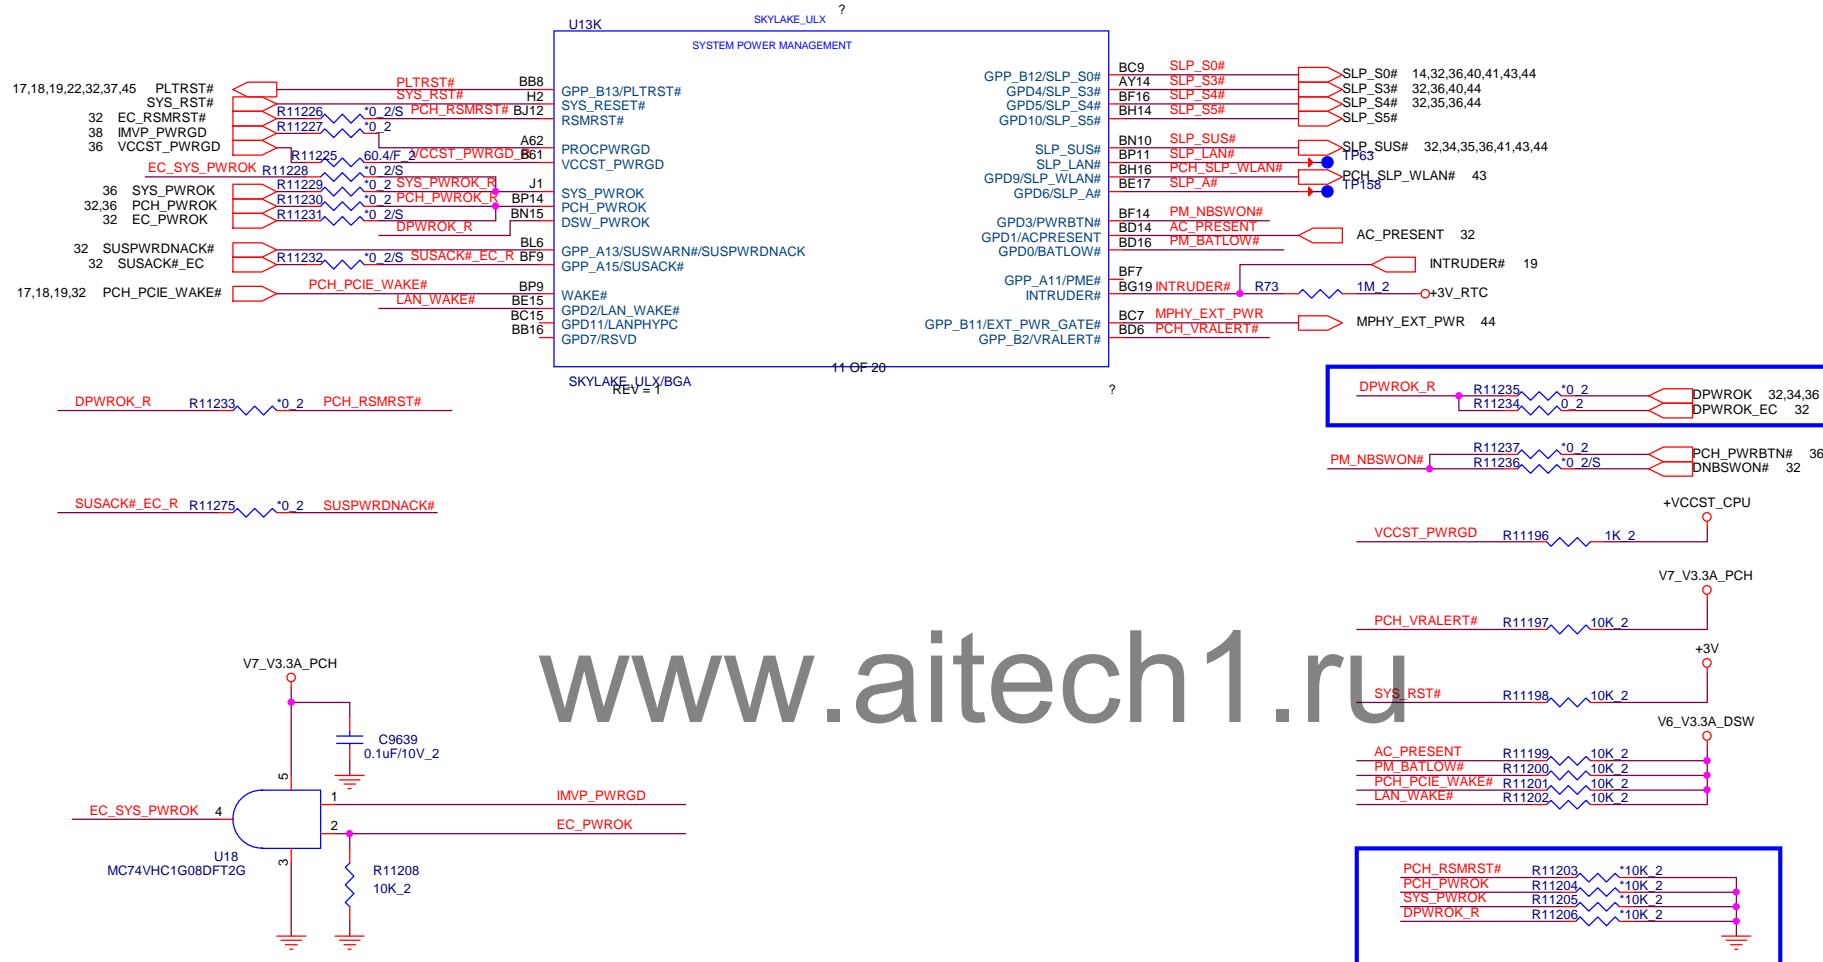 ?
U13K
SKYLAKE_ULX
SYSTEM POWER MANAGEMENT
17,18,19,22,32,37,45 PLTRST# PLTRST# BB8 GPP_B13/PLTRST#
SYS_RST# SYS_RST# H2 SYS_RESET#
32 EC_RSMRST# R11226 *0_2/S PCH_RSMRST# BJ12 RSMRST#
38 IMVP_PWRGD R11227 *0_2
A62 PROCPWRGD
36 VCCST_PWRGD R11225 60.4/F_2 VCCST_PWRGD_R B61 VCCST_PWRGD
EC_SYS_PWROK R11228 *0_2/S
36 SYS_PWROK R11229 *0_2 SYS_PWROK_R J1 SYS_PWROK
32,36 PCH_PWROK R11230 *0_2 PCH_PWROK_R BP14 PCH_PWROK
32 EC_PWROK R11231 *0_2/S BN15 DSW_PWROK
DPWROK_R
32 SUSPWRDNACK# BL6 GPP_A13/SUSWARN#/SUSPWRDNACK
32 SUSACK#_EC R11232 *0_2/S SUSACK#_EC_R BF9 GPP_A15/SUSACK#
17,18,19,32 PCH_PCIE_WAKE# PCH_PCIE_WAKE# BP9 WAKE#
LAN_WAKE# BE15 GPD2/LAN_WAKE#
BC15 GPD11/LANPHYPC
BB16 GPD7/RSVD
GPP_B12/SLP_S0# BC9 SLP_S0# SLP_S0# 14,32,36,40,41,43,44
GPD4/SLP_S3# AY14 SLP_S3# SLP_S3# 32,36,40,44
GPD5/SLP_S4# BF16 SLP_S4# SLP_S4# 32,35,36,44
GPD10/SLP_S5# BH14 SLP_S5# SLP_S5#
SLP_SUS# BN10 SLP_SUS# SLP_SUS# 32,34,35,36,41,43,44
SLP_LAN# BP11 SLP_LAN# TP63
GPD9/SLP_WLAN# BH16 PCH_SLP_WLAN# PCH_SLP_WLAN# 43
GPD6/SLP_A# BE17 SLP_A# TP158
GPD3/PWRBTN# BF14 PM_NBSWON#
GPD1/ACPRESENT BD14 AC_PRESENT AC_PRESENT 32
GPD0/BATLOW# BD16 PM_BATLOW#
INTRUDER# 19
GPP_A11/PME# BF7
INTRUDER# BG19 INTRUDER# R73 1M_2 +3V_RTC
GPP_B11/EXT_PWR_GATE# BC7 MPHY_EXT_PWR MPHY_EXT_PWR 44
GPP_B2/VRALERT# BD6 PCH_VRALERT#
11 OF 20
SKYLAKE_ULX/BGA
REV = 1
?
DPWROK_R R11233 *0_2 PCH_RSMRST#
DPWROK_R R11235 *0_2 DPWROK 32,34,36
R11234 0_2 DPWROK_EC 32
R11237 *0_2 PCH_PWRBTN# 36
PM_NBSWON# R11236 *0_2/S DNBSWON# 32
SUSACK#_EC_R R11275 *0_2 SUSPWRDNACK#
+VCCST_CPU
VCCST_PWRGD R11196 1K_2
V7_V3.3A_PCH
PCH_VRALERT# R11197 10K_2
+3V
SYS_RST# R11198 10K_2
V6_V3.3A_DSW
AC_PRESENT R11199 10K_2
PM_BATLOW# R11200 10K_2
PCH_PCIE_WAKE# R11201 10K_2
LAN_WAKE# R11202 10K_2
www.aitech1.ru
V7_V3.3A_PCH
C9639
0.1uF/10V_2
5
1 IMVP_PWRGD
EC_SYS_PWROK 4
2 EC_PWROK
3
U18
MC74VHC1G08DFT2G
R11208
10K_2
PCH_RSMRST# R11203 *10K_2
PCH_PWROK R11204 *10K_2
SYS_PWROK R11205 *10K_2
DPWROK_R R11206 *10K_2